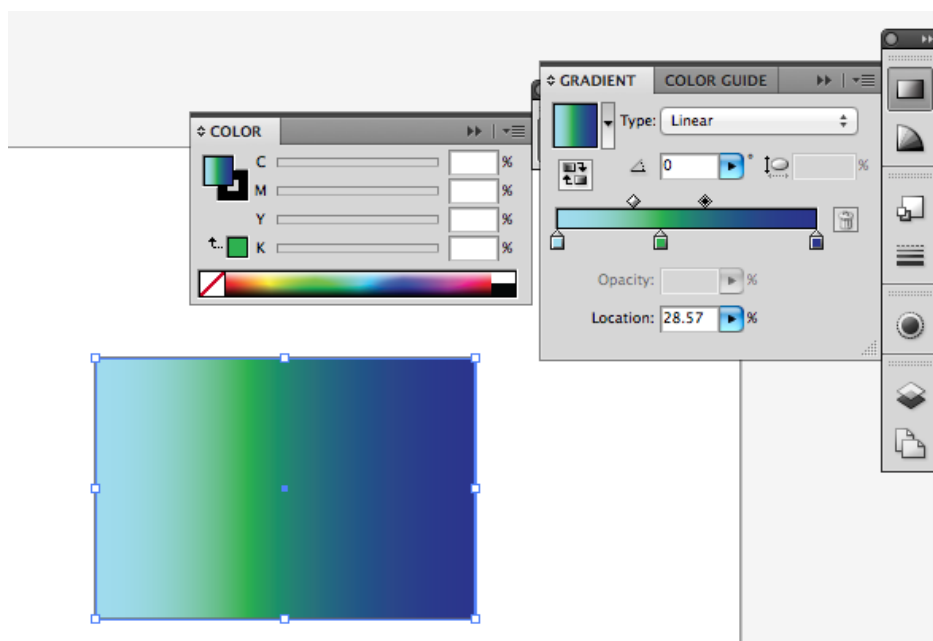 GRADIENT
COLOR GUIDE
Type: Linear
0 °
%
Opacity: %
Location: 28.57 %
COLOR
C %
M %
Y %
K %